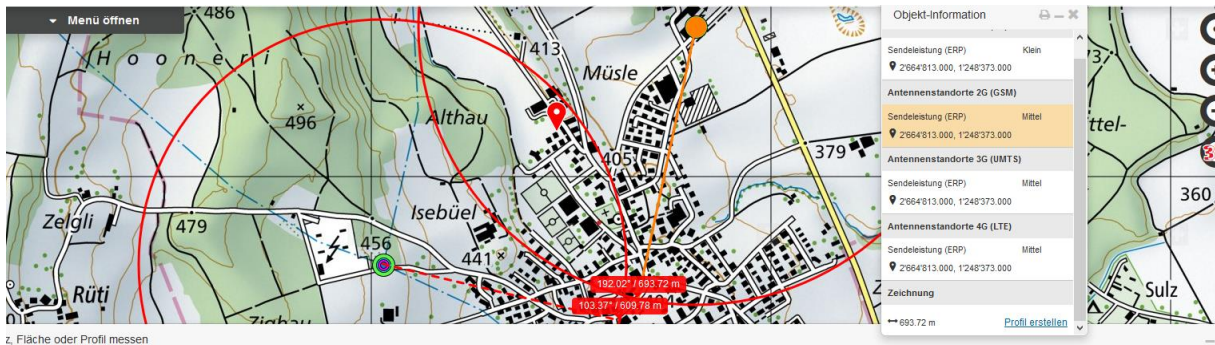 Menü öffnen
486
Hooneri
496
413
Müsle
Althau
405
379
Zelgli
479
Isebüel
441
456
Rüti
192.02° / 693.72 m
103.37° / 609.78 m
Objekt-Information
Sendeleistung (ERP) Klein
2'664'813.000, 1'248'373.000
Antennenstandorte 2G (GSM)
Sendeleistung (ERP) Mittel
2'664'813.000, 1'248'373.000
Antennenstandorte 3G (UMTS)
Sendeleistung (ERP) Mittel
2'664'813.000, 1'248'373.000
Antennenstandorte 4G (LTE)
Sendeleistung (ERP) Mittel
2'664'813.000, 1'248'373.000
Zeichnung
693.72 m Profil erstellen
360
Sulz
z, Fläche oder Profil messen